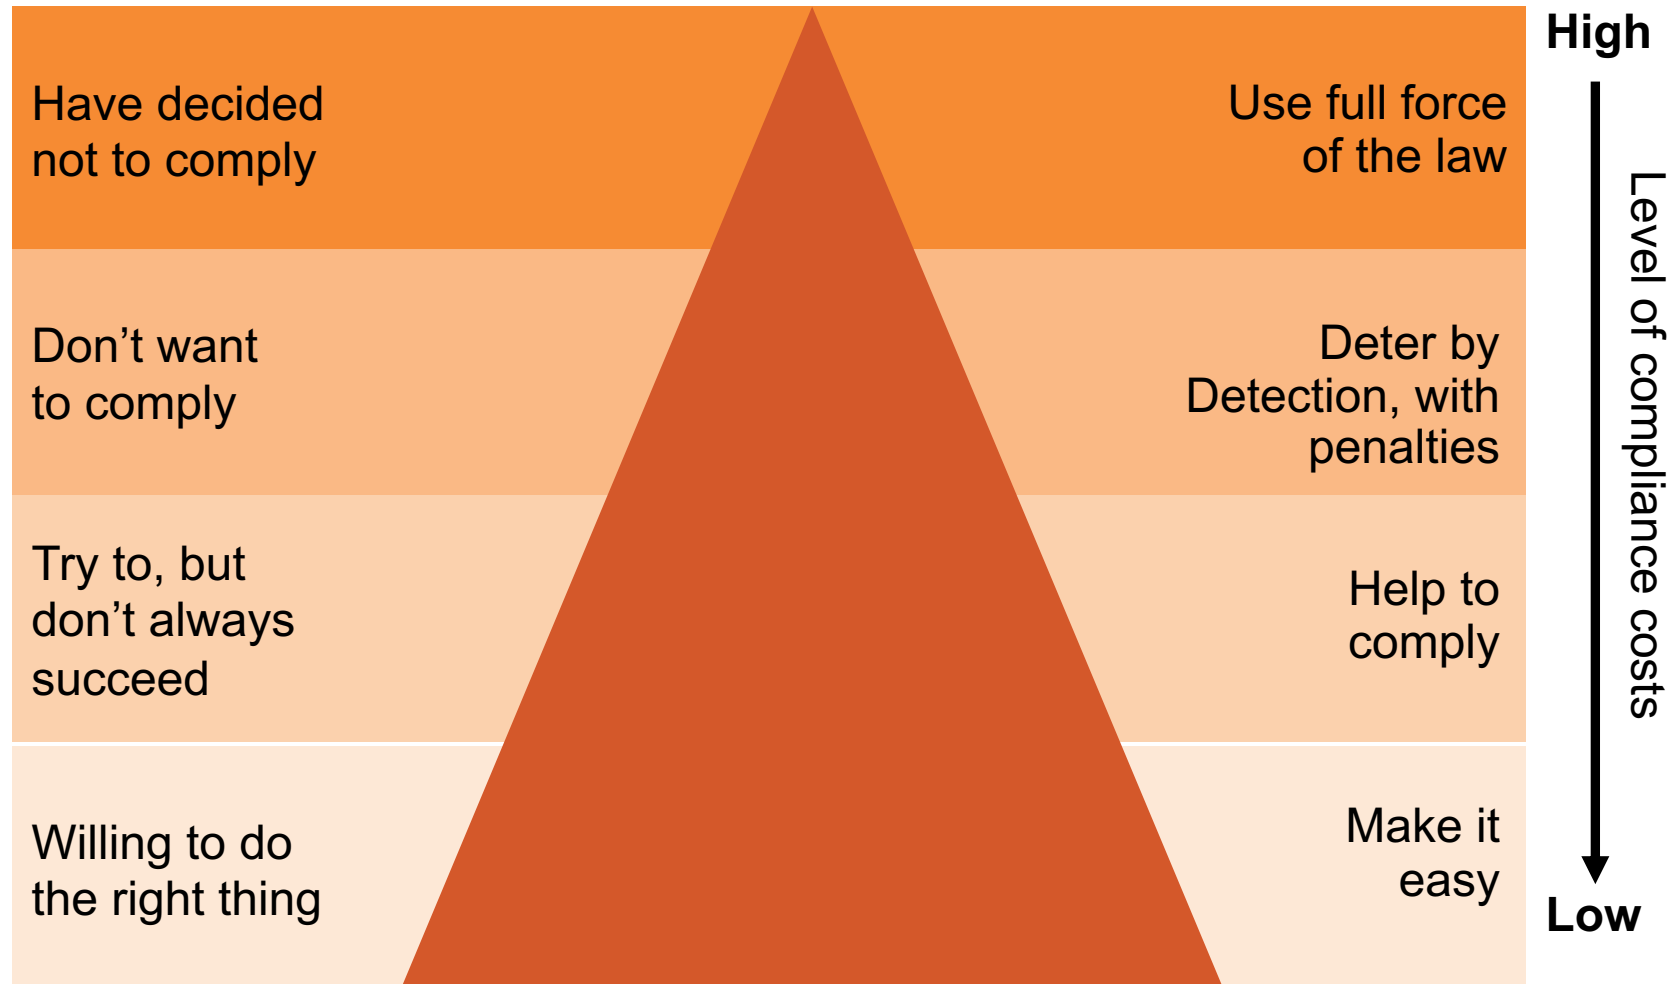 High
Have decided
not to comply
Use full force
of the law
Don’t want
to comply
Deter by
Detection, with
penalties
Try to, but
don’t always
succeed
Help to
comply
Willing to do
the right thing
Make it
easy
Level of compliance costs
Low